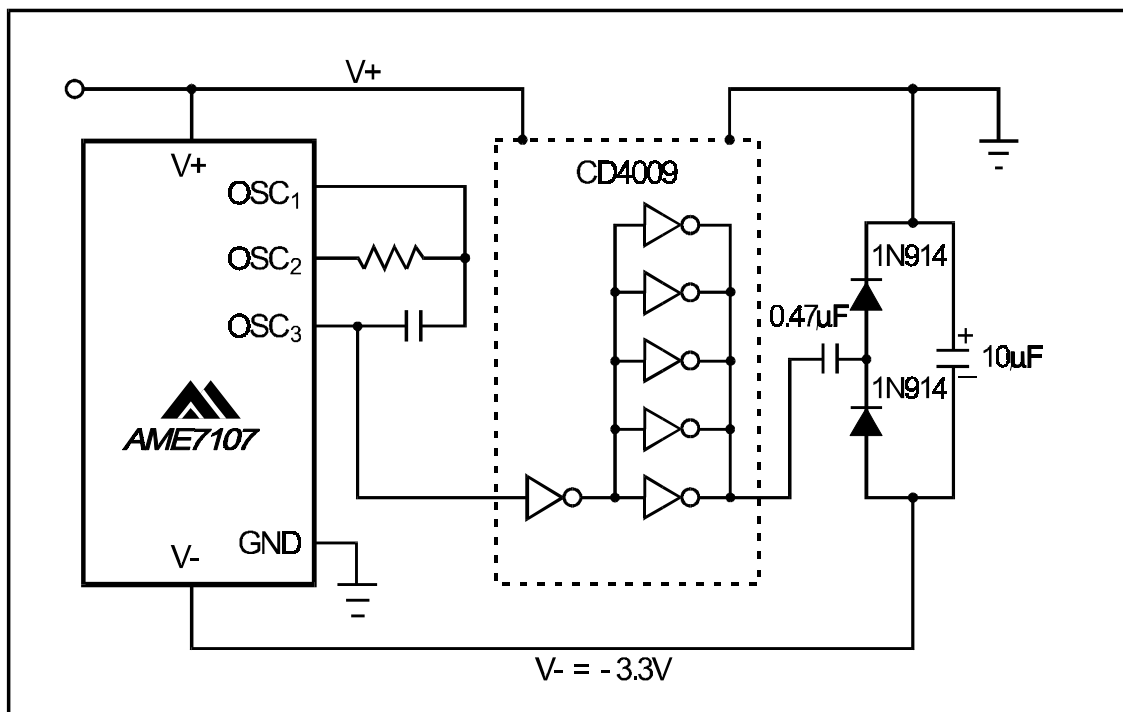 V+
V+
CD4009
OSC1
OSC2
OSC3
1N914
0.47µF
+
10µF
−
1N914
AME7107
GND
V-
V- = - 3.3V